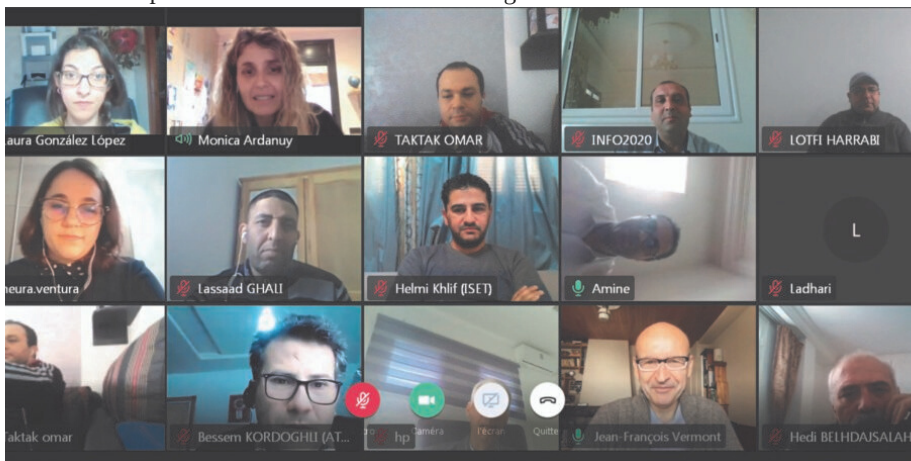 aura González López
Monica Ardanuy
TAKTAK OMAR
INFO2020
LOTFI HARRABI
neura.ventura
Lassaad GHALI
Helmi Khlif (ISET)
Amine
L
Ladhari
Taktak omar
Bessem KORDOGHLI (AT...
hp
Caméra
l'écran
Quitte
Jean-François Vermont
Hedi BELHDAJSALAH